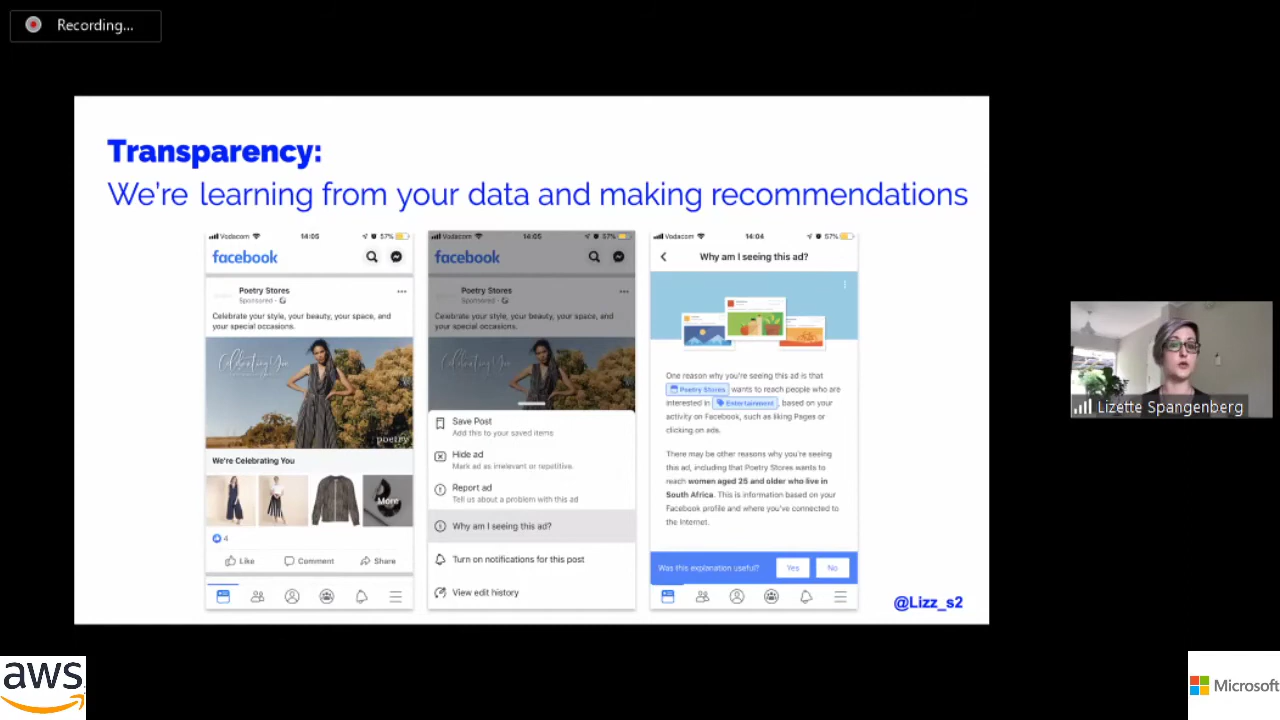 Recording...
Transparency:
We're learning from your data and making recommendations
Vodacom 14:05 57%
facebook
Poetry Stores
Sponsored ·
Celebrate your style, your beauty, your space, and
your special occasions.
Celebrating You
poetry
We're Celebrating You
More
4
Like Comment Share
Vodacom 14:05 57%
facebook
Poetry Stores
Sponsored ·
Celebrate your style, your beauty, your space, and
your special occasions.
Celebrating You
Save Post
Add this to your saved items
Hide ad
Mark ad as irrelevant or repetitive.
Report ad
Tell us about a problem with this ad
Why am I seeing this ad?
Turn on notifications for this post
View edit history
Vodacom 14:04 57%
Why am I seeing this ad?
One reason why you're seeing this ad is that
Poetry Stores wants to reach people who are
interested in Entertainment, based on your
activity on Facebook, such as liking Pages or
clicking on ads.
There may be other reasons why you're seeing
this ad, including that Poetry Stores wants to
reach women aged 25 and older who live in
South Africa. This is information based on your
Facebook profile and where you've connected to
the Internet.
Was this explanation useful? Yes No
@Lizz_s2
Lizette Spangenberg
aws
Microsoft